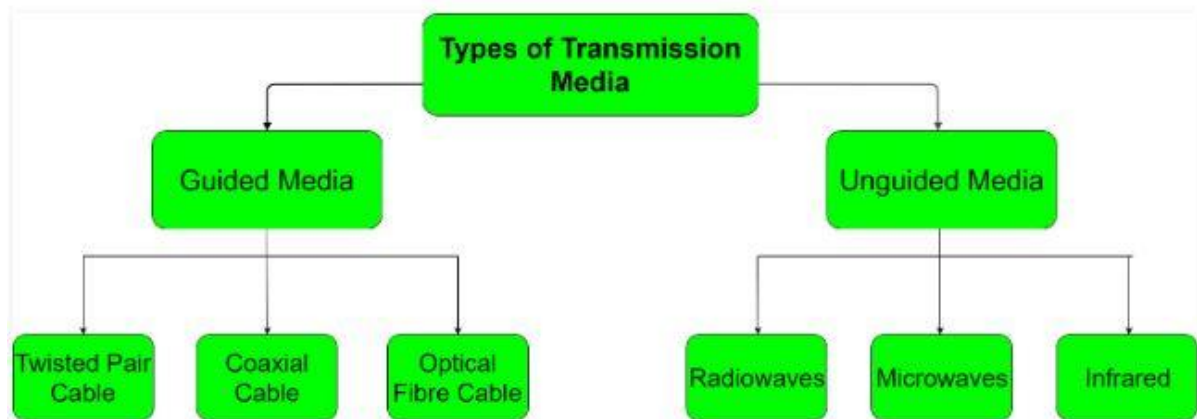 Types of Transmission
Media
Guided Media
Unguided Media
Twisted Pair
Cable
Coaxial
Cable
Optical
Fibre Cable
Radiowaves
Microwaves
Infrared